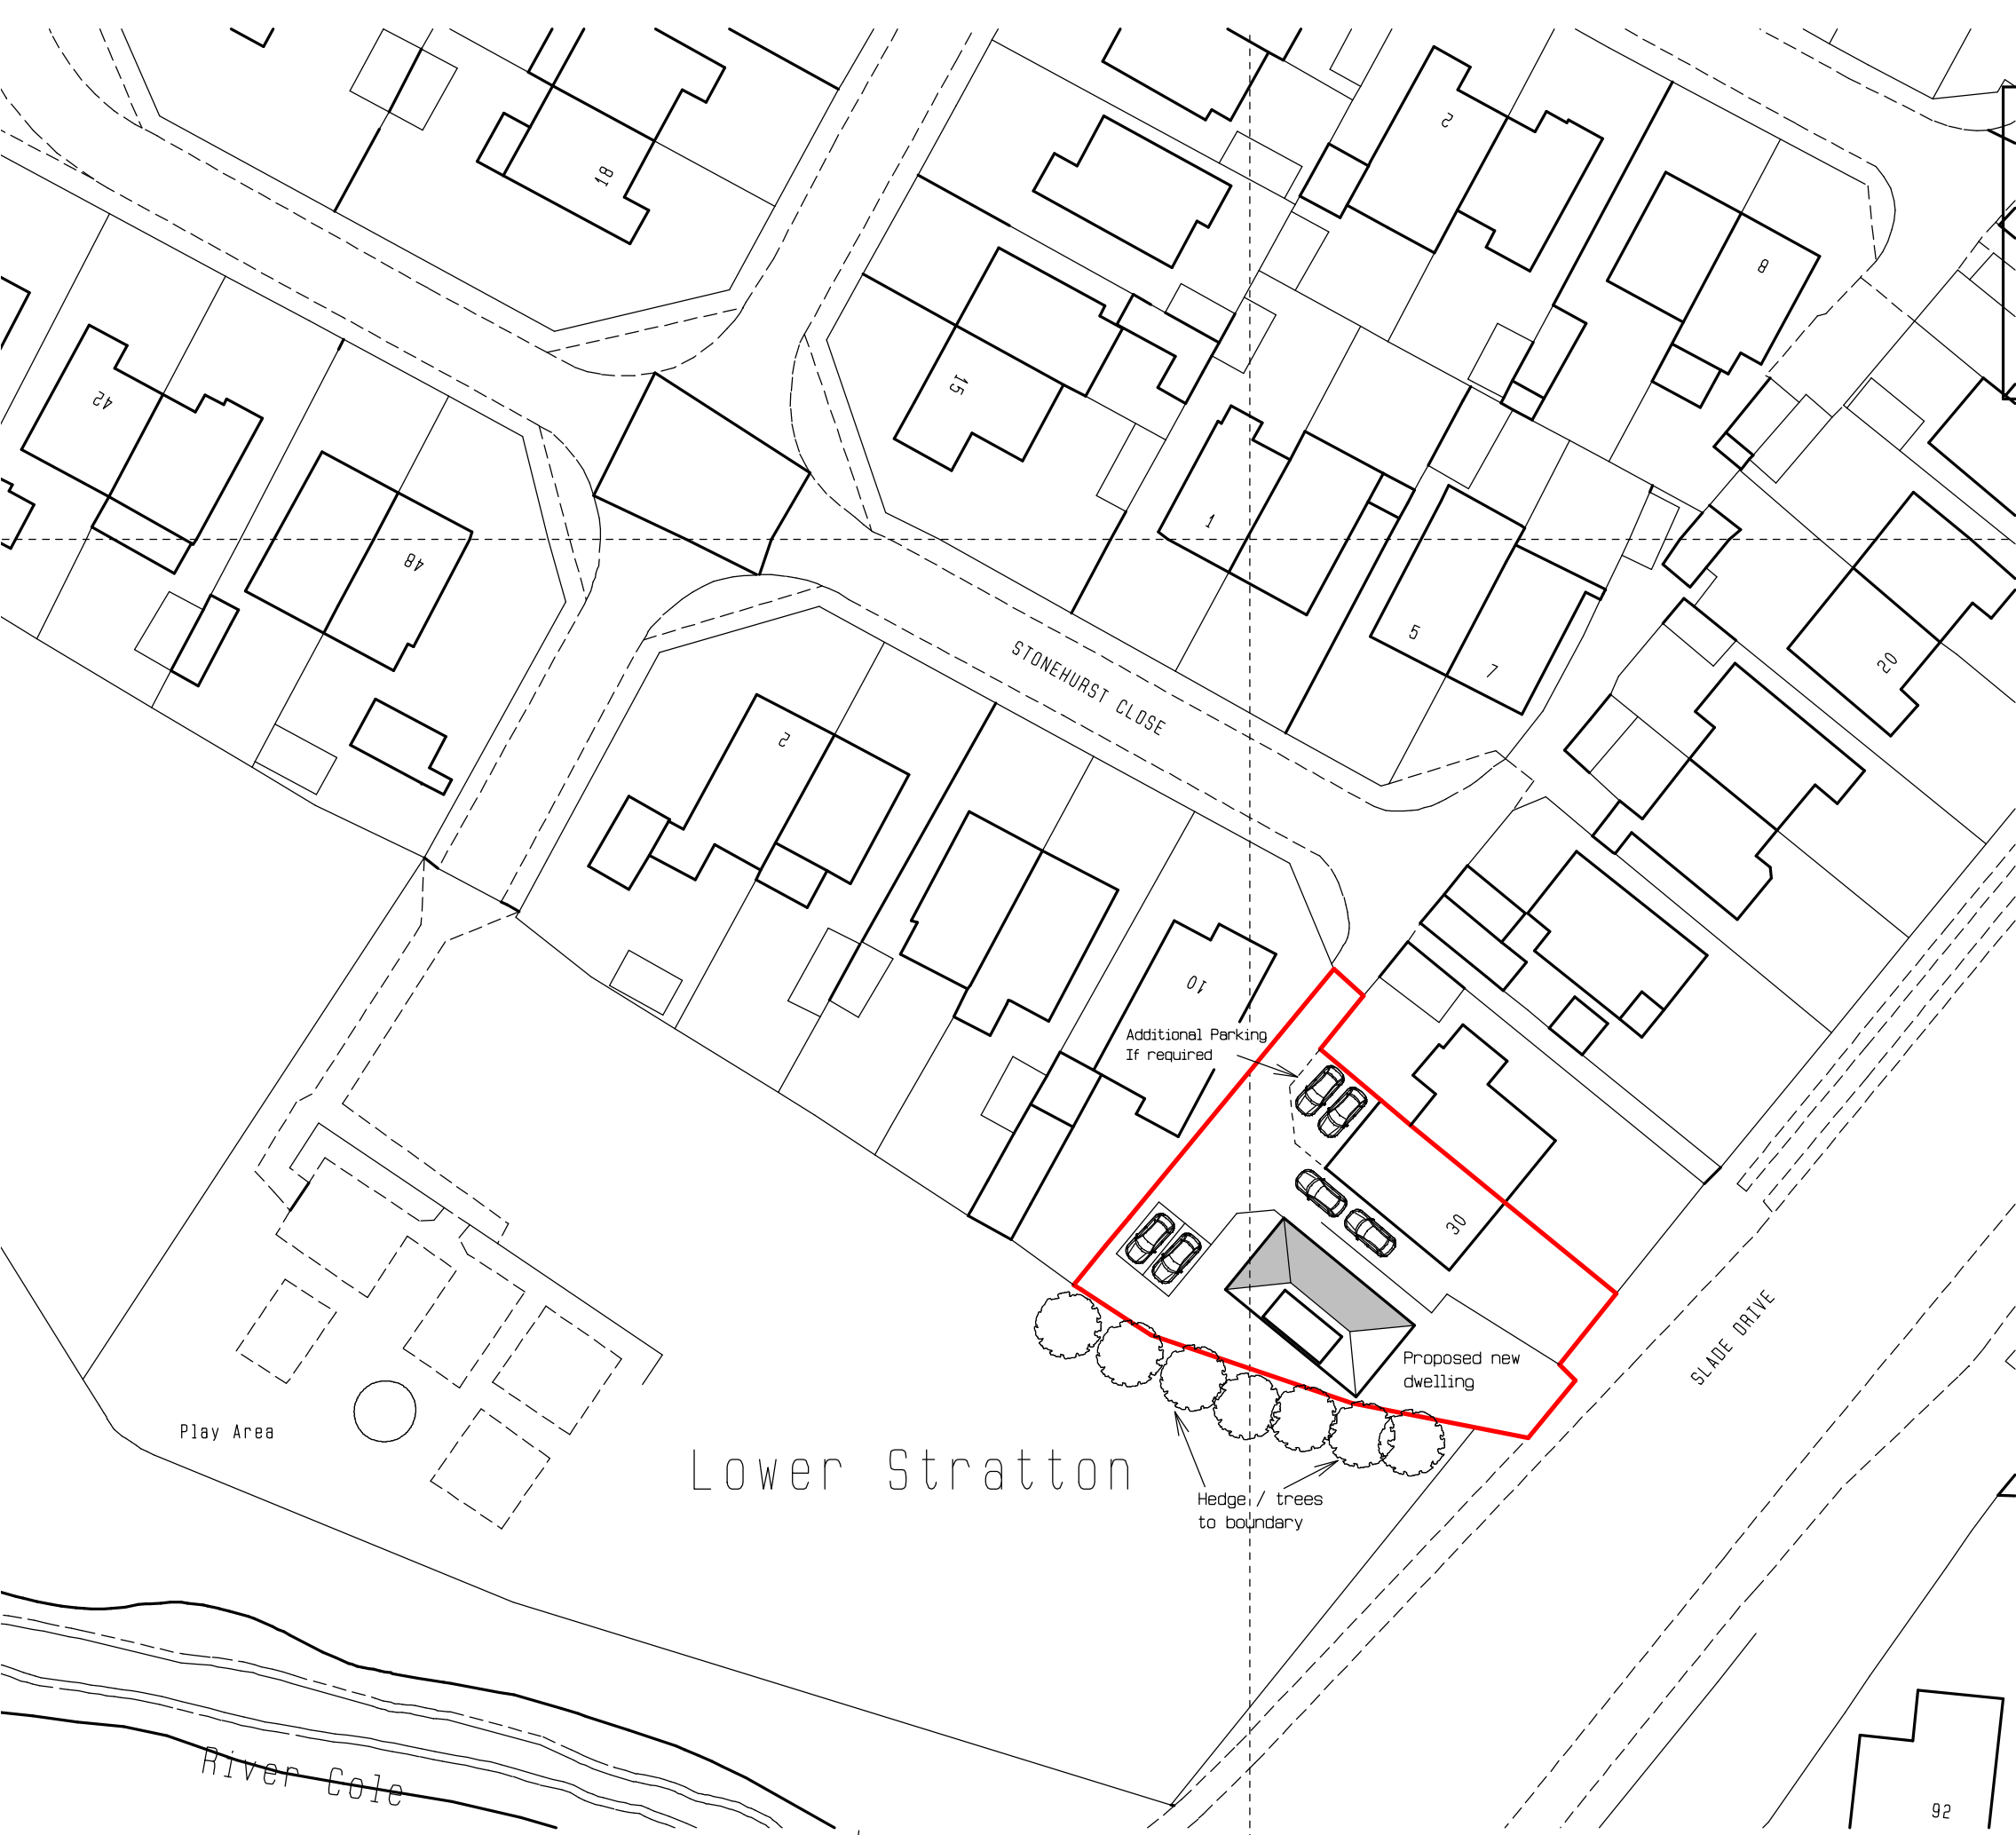 2
18
8
42
15
1
48
20
5
7
STONEHURST CLOSE
2
10
Additional Parking
If required
30
SLADE DRIVE
Proposed new
dwelling
Play Area
Lower Stratton
Hedge / trees
to boundary
River Cole
92